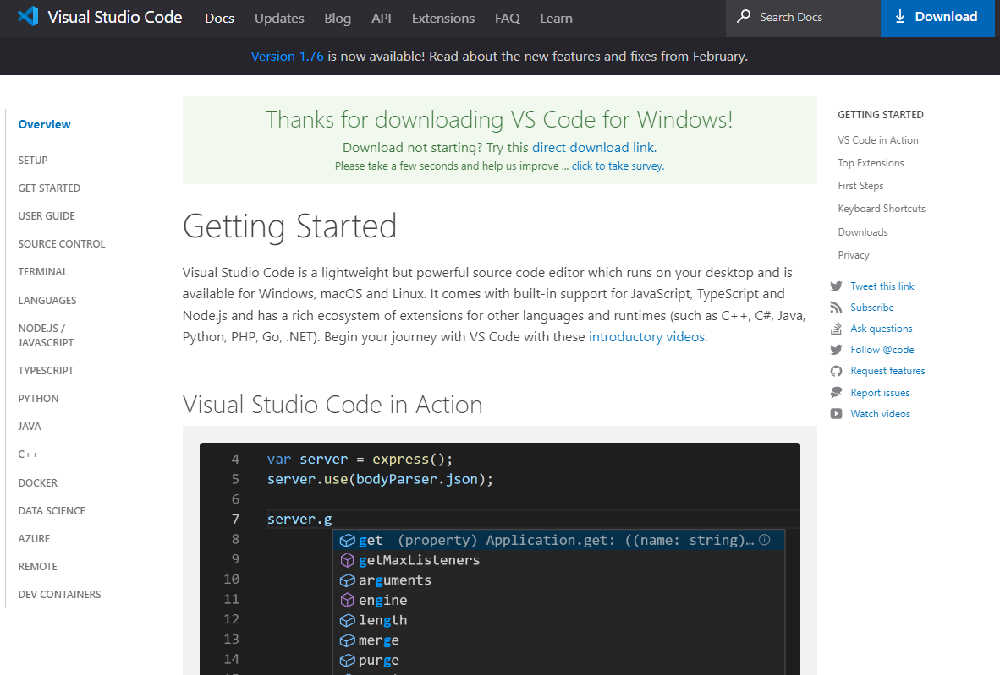 Visual Studio Code Docs Updates Blog API Extensions FAQ Learn Search Docs Download
Version 1.76 is now available! Read about the new features and fixes from February.
Overview
SETUP
GET STARTED
USER GUIDE
SOURCE CONTROL
TERMINAL
LANGUAGES
NODE.JS /
JAVASCRIPT
TYPESCRIPT
PYTHON
JAVA
C++
DOCKER
DATA SCIENCE
AZURE
REMOTE
DEV CONTAINERS
Thanks for downloading VS Code for Windows!
Download not starting? Try this direct download link.
Please take a few seconds and help us improve ... click to take survey.
Getting Started
Visual Studio Code is a lightweight but powerful source code editor which runs on your desktop and is
available for Windows, macOS and Linux. It comes with built-in support for JavaScript, TypeScript and
Node.js and has a rich ecosystem of extensions for other languages and runtimes (such as C++, C#, Java,
Python, PHP, Go, .NET). Begin your journey with VS Code with these introductory videos.
Visual Studio Code in Action
4 var server = express();
5 server.use(bodyParser.json);
6
7 server.g
8 get (property) Application.get: ((name: string)…
9 getMaxListeners
10 arguments
11 engine
12 length
13 merge
14 purge
GETTING STARTED
VS Code in Action
Top Extensions
First Steps
Keyboard Shortcuts
Downloads
Privacy
Tweet this link
Subscribe
Ask questions
Follow @code
Request features
Report issues
Watch videos